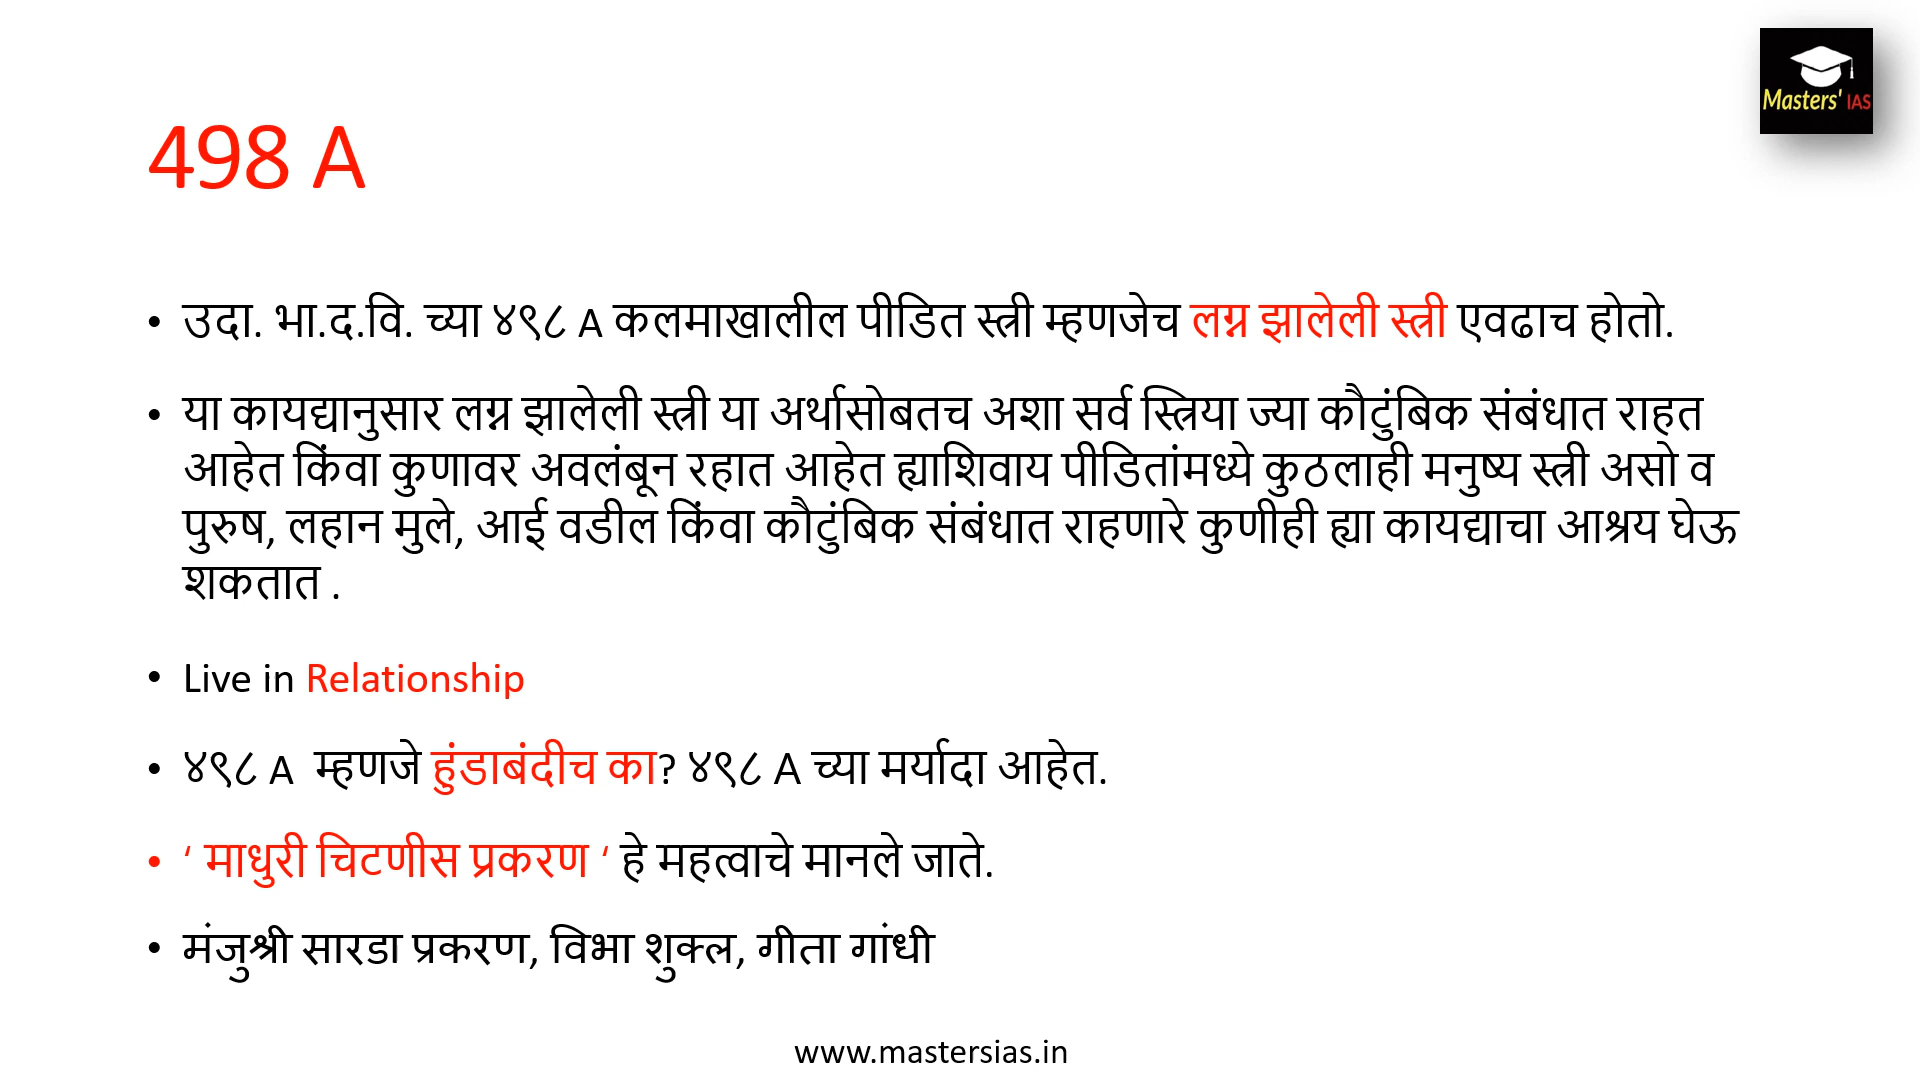 Masters' IAS
498 A
• उदा. भा.द.वि. च्या ४९८ A कलमाखालील पीडित स्त्री म्हणजेच लग्न झालेली स्त्री एवढाच होतो.
• या कायद्यानुसार लग्न झालेली स्त्री या अर्थासोबतच अशा सर्व स्त्रिया ज्या कौटुंबिक संबंधात राहत
आहेत किंवा कुणावर अवलंबून रहात आहेत ह्याशिवाय पीडितांमध्ये कुठलाही मनुष्य स्त्री असो व
पुरुष, लहान मुले, आई वडील किंवा कौटुंबिक संबंधात राहणारे कुणीही ह्या कायद्याचा आश्रय घेऊ
शकतात .
• Live in Relationship
• ४९८ A म्हणजे हुंडाबंदीच का? ४९८ A च्या मर्यादा आहेत.
• ‘ माधुरी चिटणीस प्रकरण ‘ हे महत्वाचे मानले जाते.
• मंजुश्री सारडा प्रकरण, विभा शुक्ल, गीता गांधी
www.mastersias.in